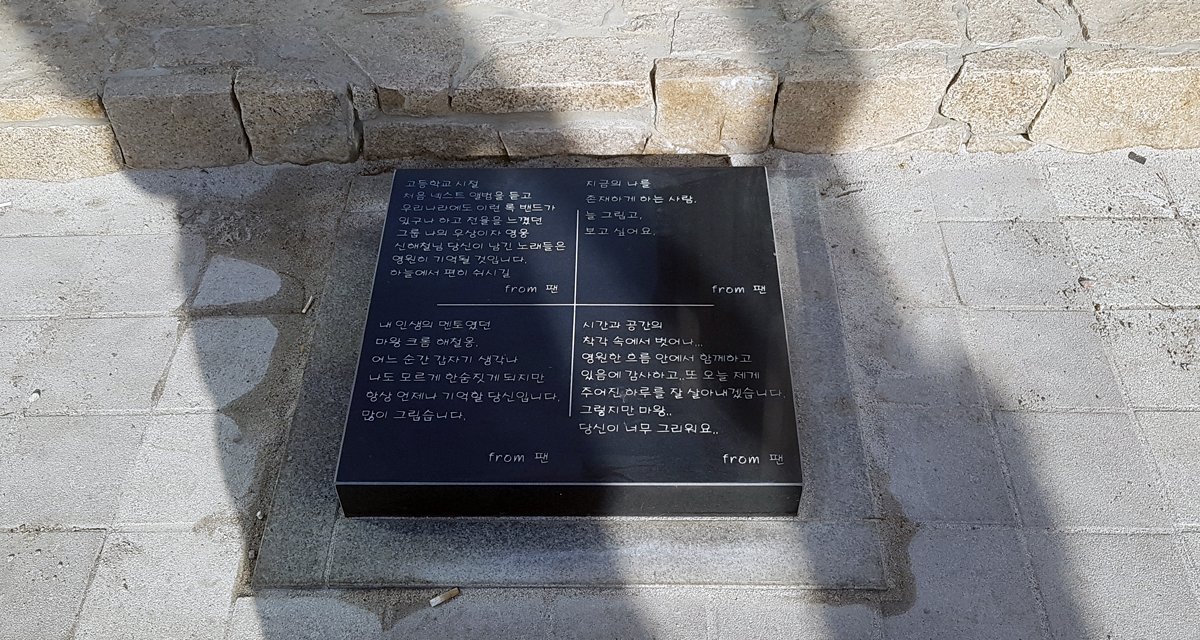 고등학교 시절
처음 넥스트 앨범을 듣고
우리나라에도 이런 록 밴드가
있구나 하고 전율을 느꼈던
그룹 나의 우상이자 영웅
신해철님 당신이 남긴 노래들은
영원히 기억될 것입니다.
하늘에서 편히 쉬시길
from 팬
지금의 나를
존재하게 하는 사람,
늘 그립고,
보고 싶어요.
from 팬
내 인생의 멘토였던
마왕 크롬 해철옹.
어느 순간 갑자기 생각나
나도 모르게 한숨짓게 되지만
항상 언제나 기억할 당신입니다.
많이 그립습니다.
from 팬
시간과 공간의
착각 속에서 벗어나...
영원한 흐름 안에서 함께하고
있음에 감사하고..또 오늘 제게
주어진 하루를 잘 살아내겠습니다.
그렇지만 마왕..
당신이 너무 그리워요..
from 팬